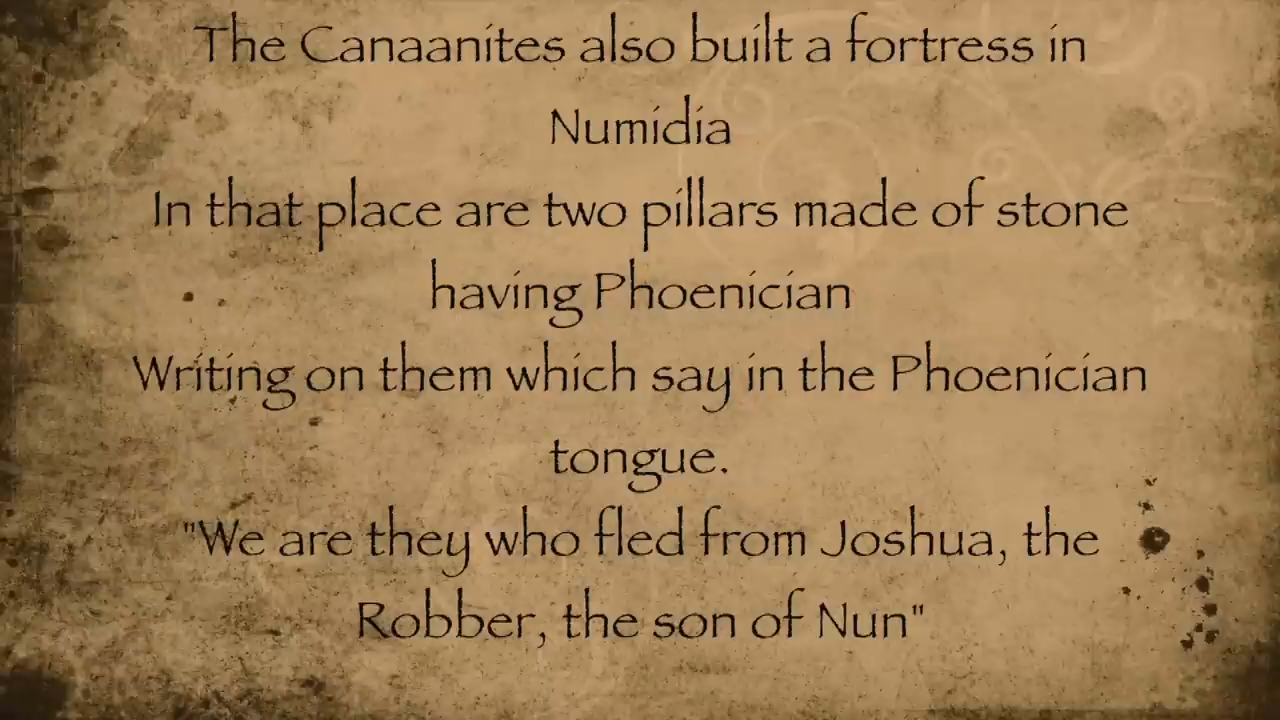 The Canaanites also built a fortress in
Numidia
In that place are two pillars made of stone
having Phoenician
Writing on them which say in the Phoenician
tongue.
"We are they who fled from Joshua, the
Robber, the son of Nun"